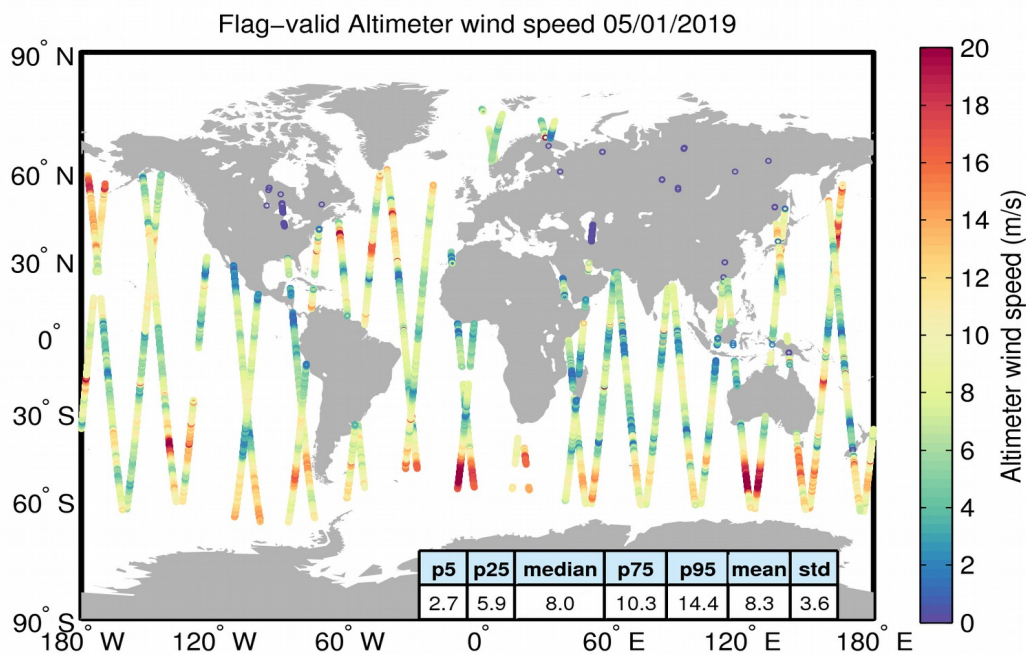 Flag−valid Altimeter wind speed 05/01/2019
90° N
60° N
30° N
0°
30° S
60° S
90° S
180° W 120° W 60° W 0° 60° E 120° E 180° E
p5 p25 median p75 p95 mean std
2.7 5.9 8.0 10.3 14.4 8.3 3.6
20
18
16
14
12
10
8
6
4
2
0
Altimeter wind speed (m/s)